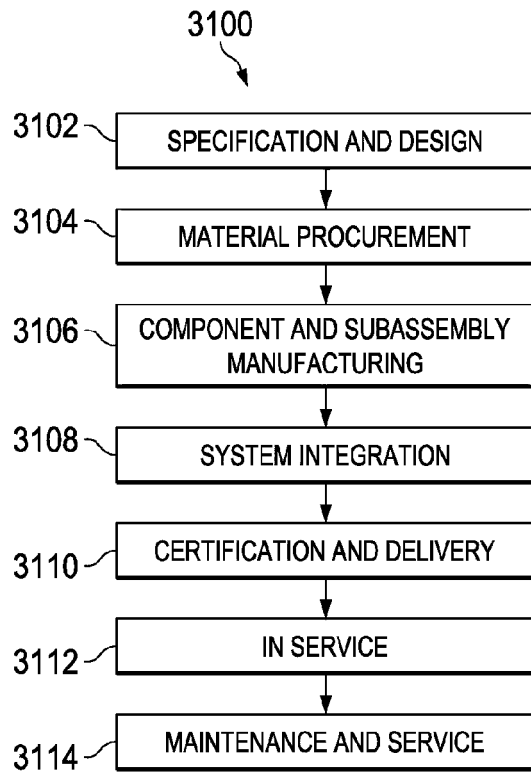 3100
3102
SPECIFICATION AND DESIGN
3104
MATERIAL PROCUREMENT
3106
COMPONENT AND SUBASSEMBLY
MANUFACTURING
3108
SYSTEM INTEGRATION
3110
CERTIFICATION AND DELIVERY
3112
IN SERVICE
3114
MAINTENANCE AND SERVICE